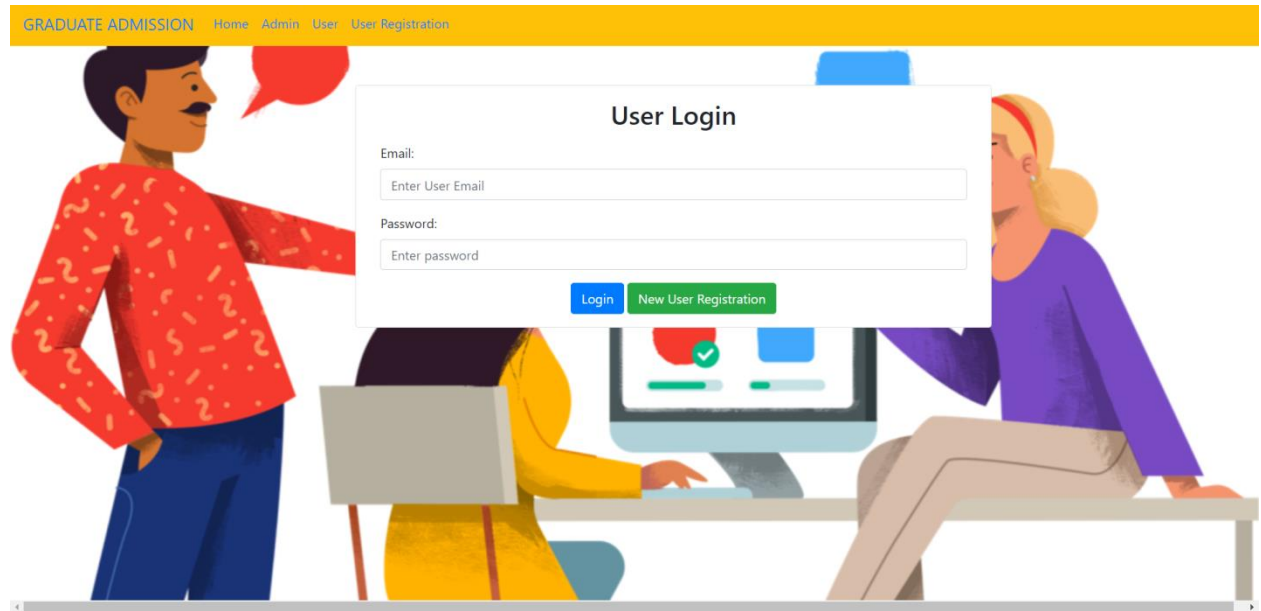 GRADUATE ADMISSION Home Admin User User Registration
User Login
Email:
Enter User Email
Password:
Enter password
Login New User Registration